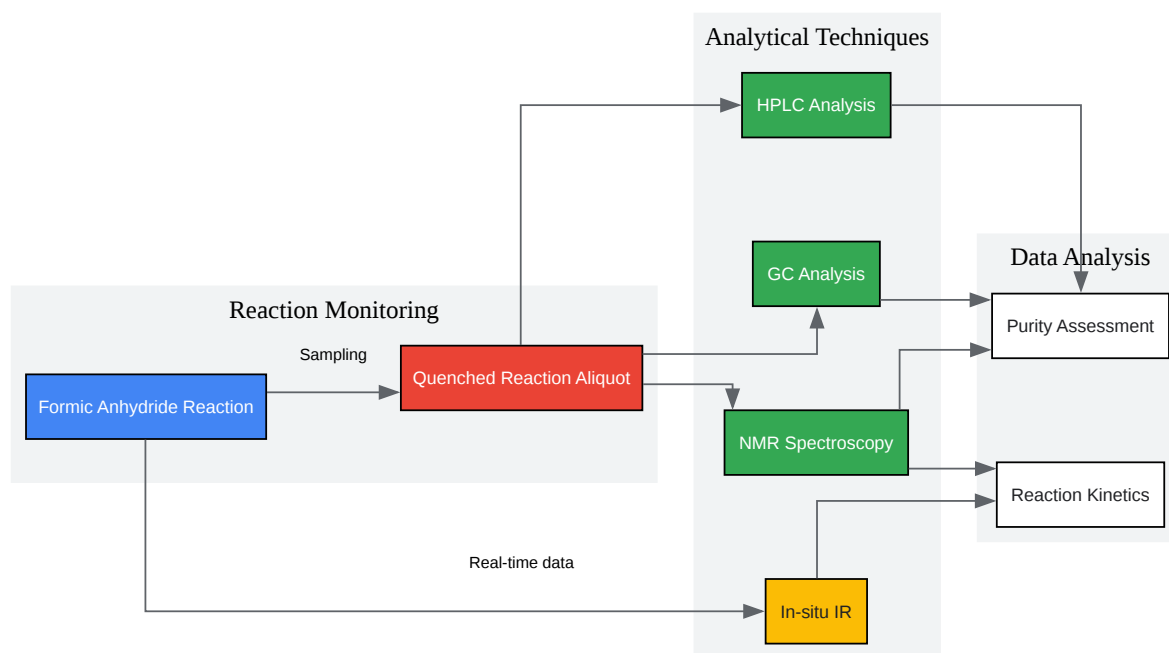 Analytical Techniques
HPLC Analysis
GC Analysis
Data Analysis
Reaction Monitoring
Purity Assessment
Sampling
Quenched Reaction Aliquot
Formic Anhydride Reaction
NMR Spectroscopy
Reaction Kinetics
Real-time data
In-situ IR